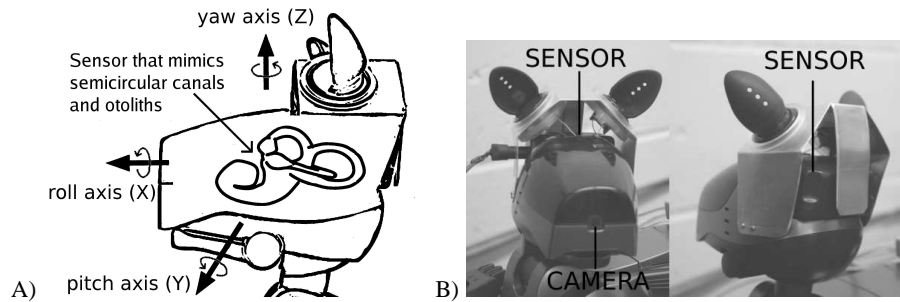 yaw axis (Z)
Sensor that mimics
semicircular canals
and otoliths
roll axis (X)
pitch axis (Y)
A)
SENSOR
SENSOR
CAMERA
B)